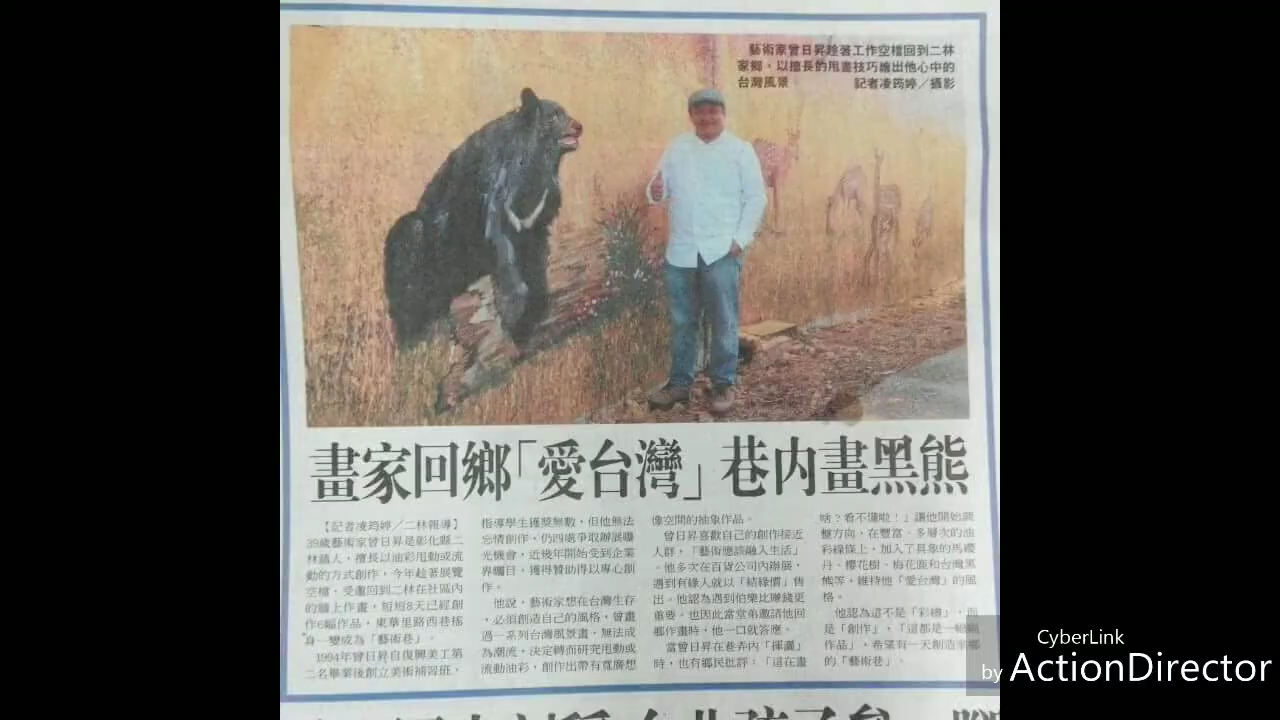 藝術家曾日昇趁著工作空檔回到二林
家鄉，以擅長的甩畫技巧繪出他心中的
台灣風景。 記者凌筠婷／攝影
畫家回鄉「愛台灣」巷內畫黑熊
【記者凌筠婷／二林報導】
39歲藝術家曾日昇是彰化縣二
林鎮人，擅長以油彩甩動或流
動的方式創作，今年趁著展覽
空檔，受邀回到二林在社區內
的牆上作畫，短短8天已經創
作6幅作品，東華里路西巷搖
身一變成為「藝術巷」。
1994年曾日昇自復興美工第
二名畢業後創立美術補習班，
指導學生獲獎無數，但他無法
忘情創作，仍四處爭取辦展曝
光機會，近幾年開始受到企業
界矚目，獲得贊助得以專心創
作。
他說，藝術家想在台灣生存
，必須創造自己的風格，曾畫
過一系列台灣風景畫，無法成
為潮流，決定轉而研究甩動或
流動油彩，創作出帶有寬廣想
像空間的抽象作品。
曾日昇喜歡自己的創作接近
人群，「藝術應該融入生活」
，他多次在百貨公司內辦展，
遇到有緣人就以「結緣價」售
出。他認為遇到伯樂比賺錢更
重要。也因此當堂弟邀請他回
鄉作畫時，他一口就答應。
當曾日昇在巷弄內「揮灑」
時，也有鄉民批評：「這在畫
啥？看不懂啦！」讓他開始調
整方向，在豐富、多層次的油
彩線條上，加入了具象的馬纓
丹、櫻花樹、梅花鹿和台灣黑
熊等，維持他「愛台灣」的風
格。
他認為這不是「彩繪」，而
是「創作」，「這都是一幅幅
作品」，希望有一天創造家鄉
的「藝術巷」。
CyberLink
by ActionDirector